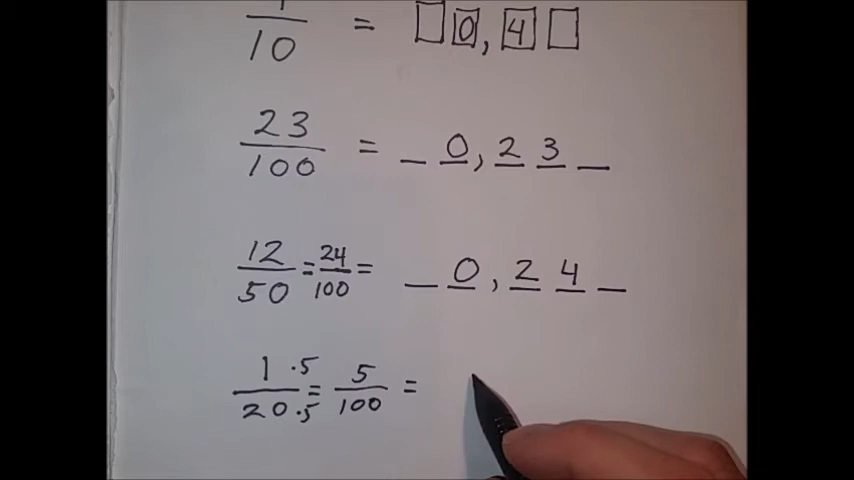 /10 = 0,4
23/100 = _ 0,2 3 _
12/50 = 24/100 = _ 0,2 4 _
1·5/20·5 = 5/100 =